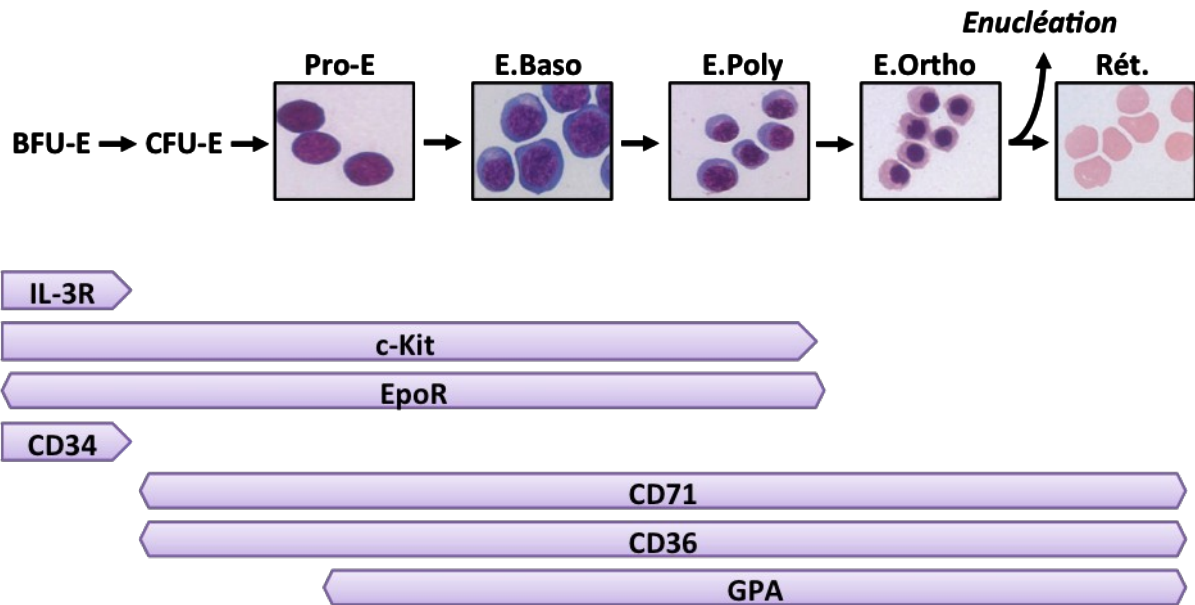 Enucléation
Pro-E E.Baso E.Poly E.Ortho Rét.
BFU-E CFU-E
IL-3R
c-Kit
EpoR
CD34
CD71
CD36
GPA